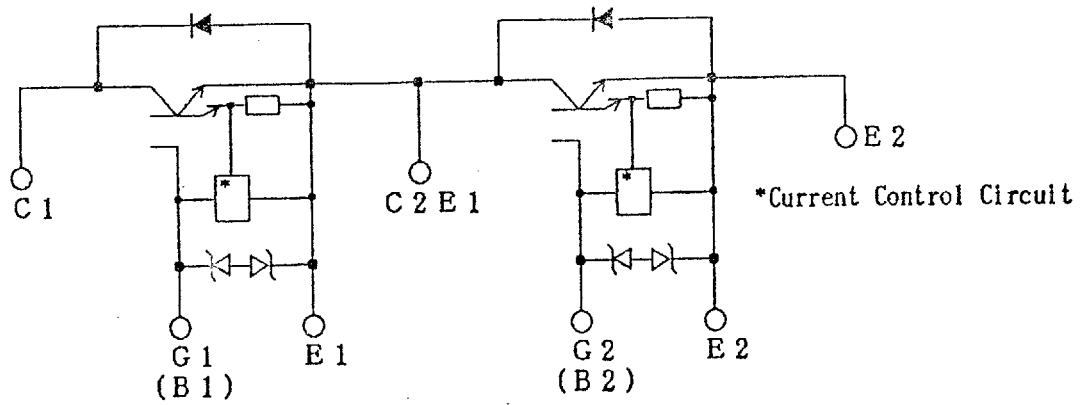 E2
C1
*
C2E1
*
*Current Control Circuit
G1
(B1)
E1
G2
(B2)
E2